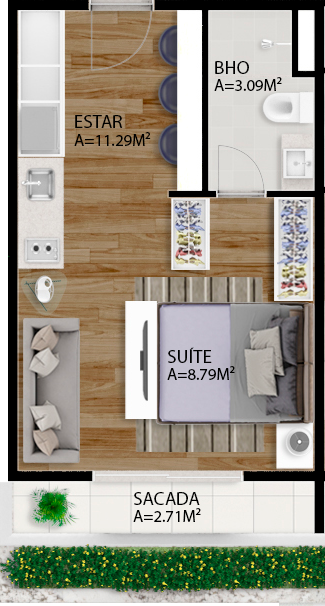 BHO
A=3.09M²
ESTAR
A=11.29M²
SUÍTE
A=8.79M²
SACADA
A=2.71M²